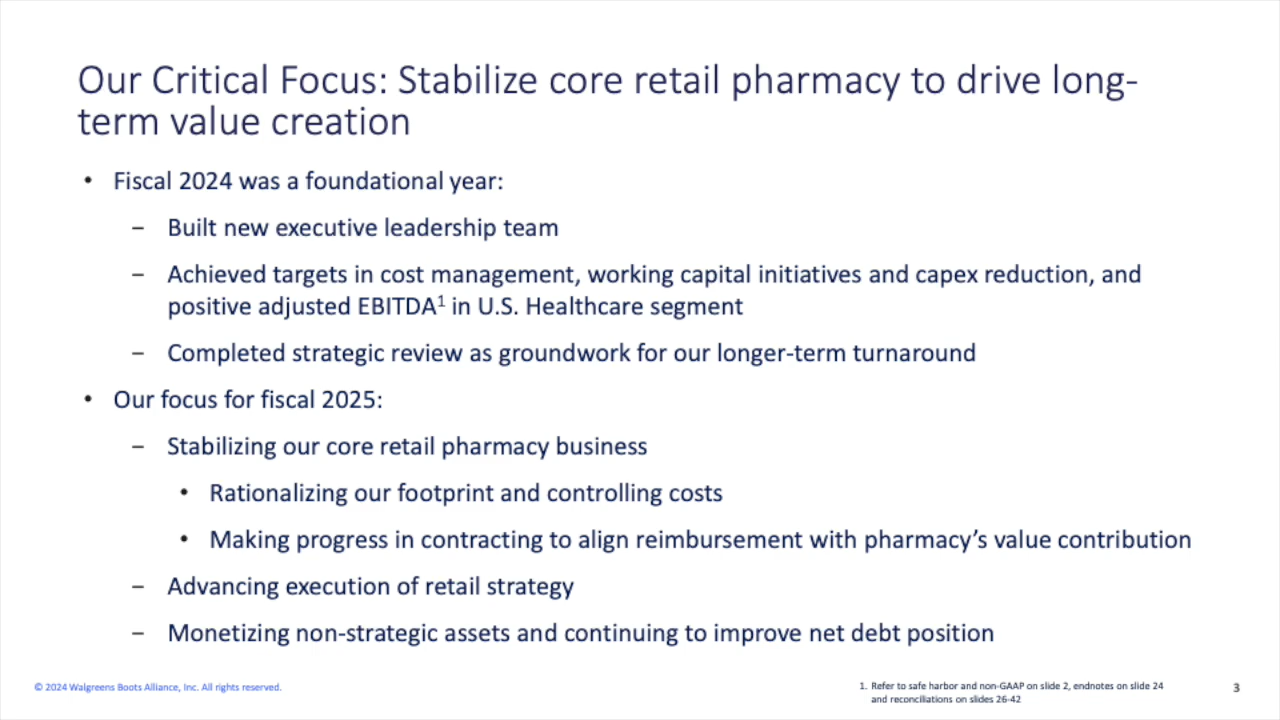 Our Critical Focus: Stabilize core retail pharmacy to drive long-
term value creation
• Fiscal 2024 was a foundational year:
– Built new executive leadership team
– Achieved targets in cost management, working capital initiatives and capex reduction, and
positive adjusted EBITDA¹ in U.S. Healthcare segment
– Completed strategic review as groundwork for our longer-term turnaround
• Our focus for fiscal 2025:
– Stabilizing our core retail pharmacy business
• Rationalizing our footprint and controlling costs
• Making progress in contracting to align reimbursement with pharmacy’s value contribution
– Advancing execution of retail strategy
– Monetizing non-strategic assets and continuing to improve net debt position
© 2024 Walgreens Boots Alliance, Inc. All rights reserved.
1. Refer to safe harbor and non-GAAP on slide 2, endnotes on slide 24
and reconciliations on slides 26-42
3